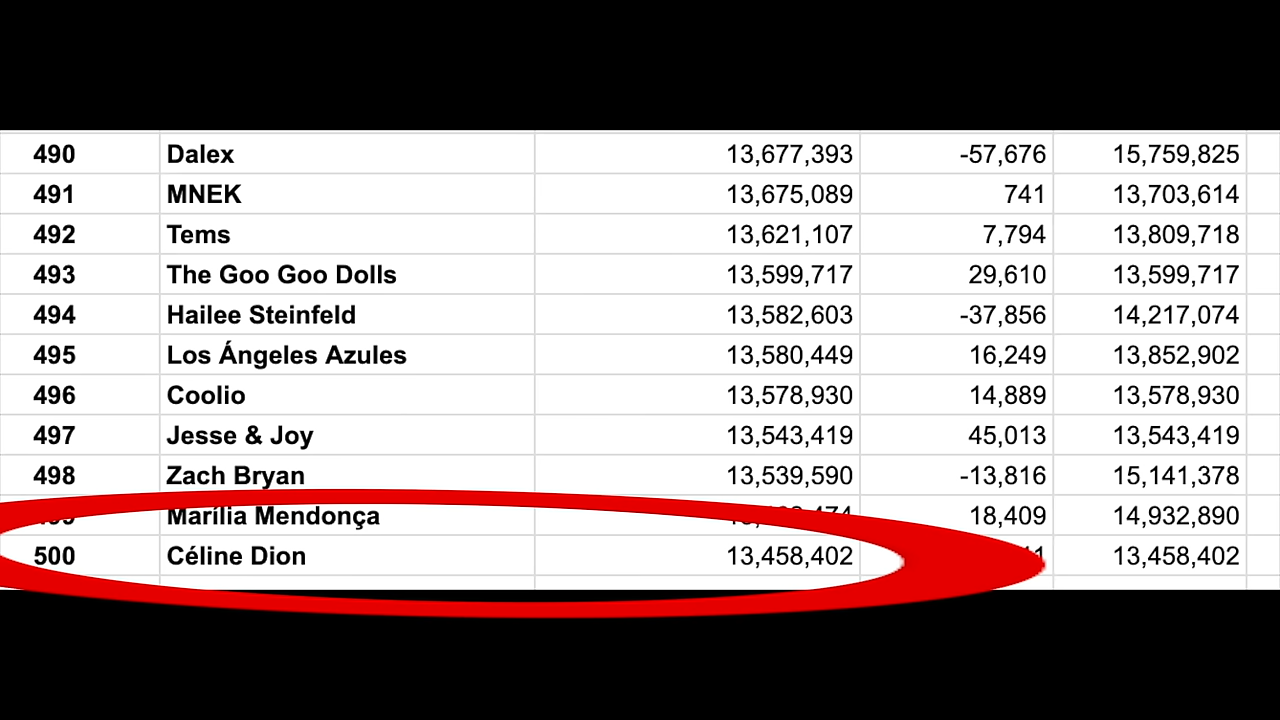 490 Dalex 13,677,393 -57,676 15,759,825
491 MNEK 13,675,089 741 13,703,614
492 Tems 13,621,107 7,794 13,809,718
493 The Goo Goo Dolls 13,599,717 29,610 13,599,717
494 Hailee Steinfeld 13,582,603 -37,856 14,217,074
495 Los Ángeles Azules 13,580,449 16,249 13,852,902
496 Coolio 13,578,930 14,889 13,578,930
497 Jesse & Joy 13,543,419 45,013 13,543,419
498 Zach Bryan 13,539,590 -13,816 15,141,378
Marília Mendonça 18,409 14,932,890
500 Céline Dion 13,458,402 13,458,402